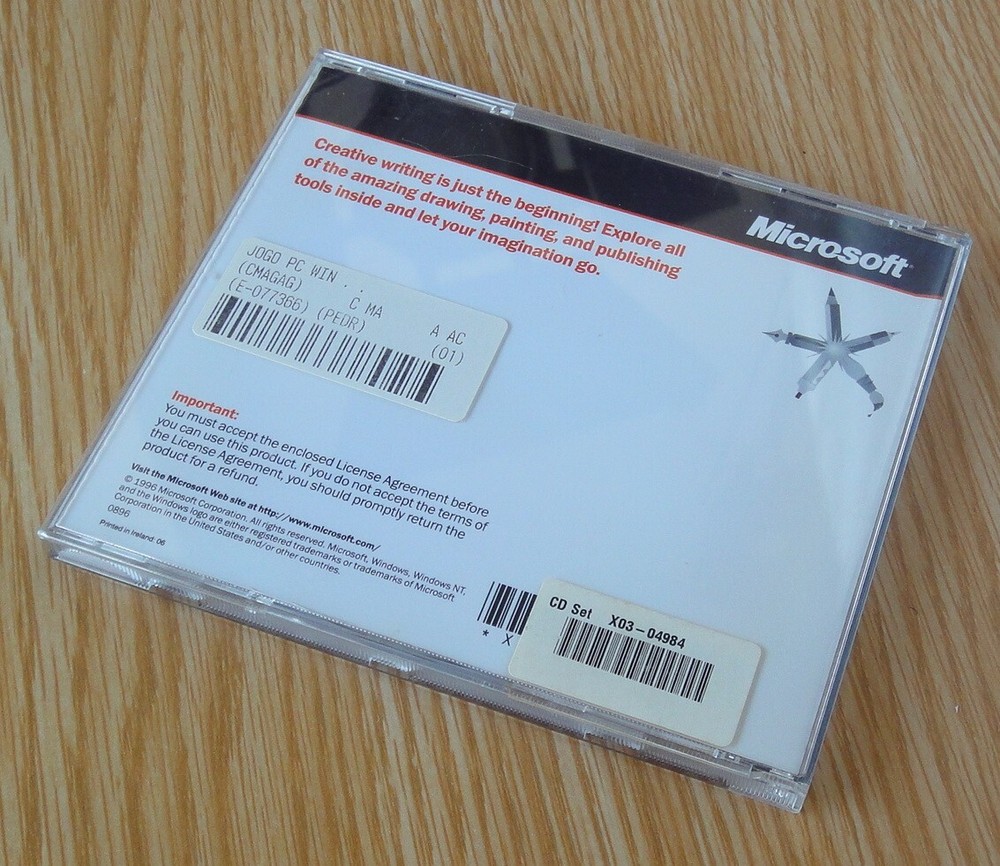 Microsoft
Creative writing is just the beginning! Explore all
of the amazing drawing, painting, and publishing
tools inside and let your imagination go.
JOGO PC WIN . .
(CMAGAG) C MA A AC
(E-077366) (PEDR) (01)
Important:
You must accept the enclosed License Agreement before
you can use this product. If you do not accept the terms of
the License Agreement, you should promptly return the
product for a refund.
Visit the Microsoft Web site at http://www.microsoft.com/
© 1996 Microsoft Corporation. All rights reserved. Microsoft, Windows, Windows NT,
and the Windows logo are either registered trademarks or trademarks of Microsoft
Corporation in the United States and/or other countries.
0896
Printed in Ireland: 06
* X
CD Set X03-04984